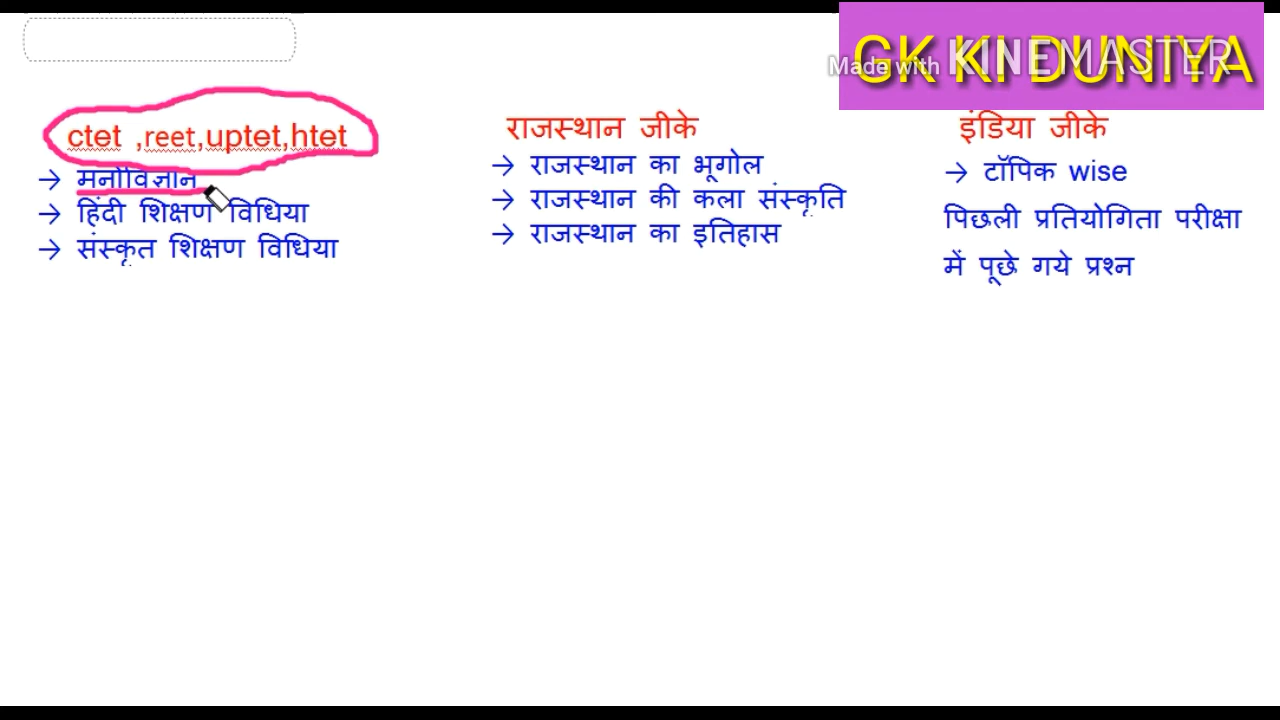 GK KI DUNIYA
Made with KINEMASTER
ctet ,reet,uptet,htet
→ मनोविज्ञान
→ हिंदी शिक्षण विधिया
→ संस्कृत शिक्षण विधिया
राजस्थान जीके
→ राजस्थान का भूगोल
→ राजस्थान की कला संस्कृति
→ राजस्थान का इतिहास
इंडिया जीके
→ टॉपिक wise
पिछली प्रतियोगिता परीक्षा
में पूछे गये प्रश्न